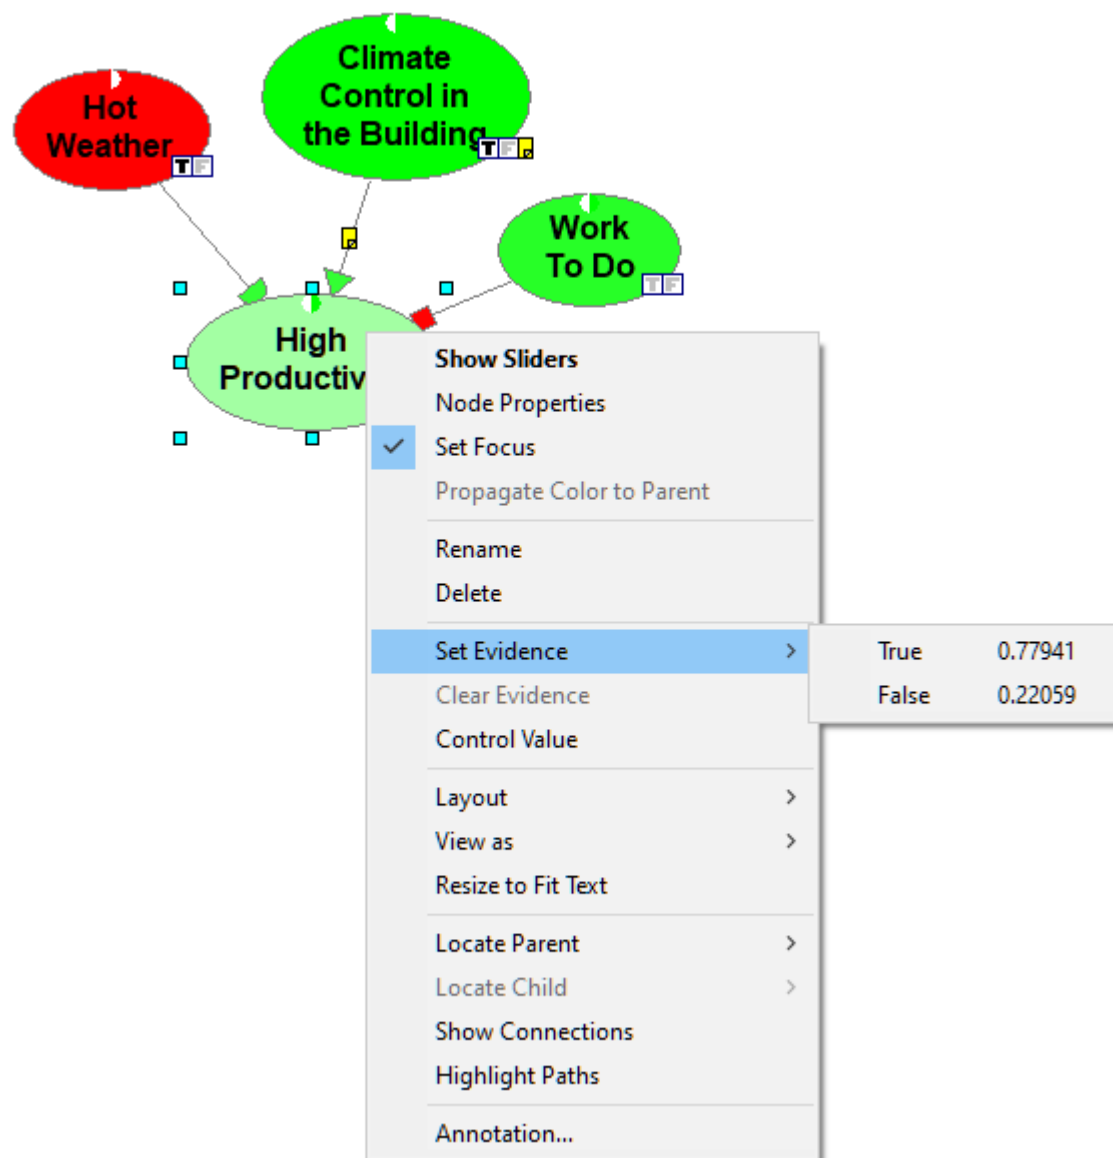 Climate
Control in
the Building
T F
Hot
Weather
T F
Work
To Do
T F
High
Productiv
Show Sliders
Node Properties
Set Focus
Propagate Color to Parent
Rename
Delete
Set Evidence
True 0.77941
False 0.22059
Clear Evidence
Control Value
Layout
View as
Resize to Fit Text
Locate Parent
Locate Child
Show Connections
Highlight Paths
Annotation...